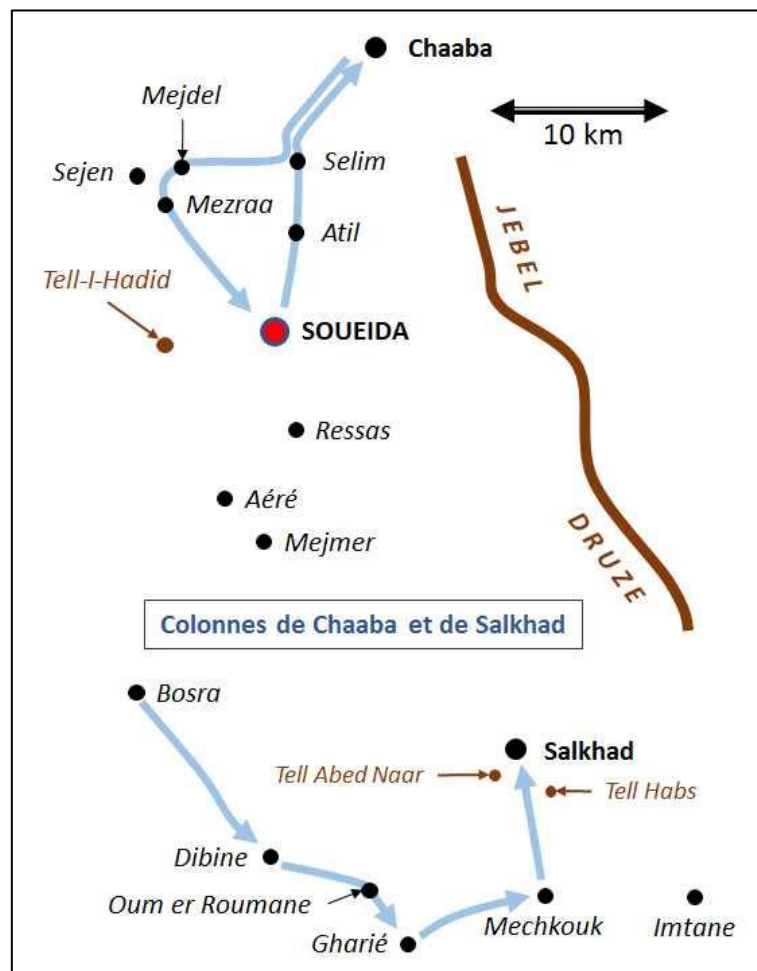 Chaaba
Mejdel
10 km
Sejen
Selim
Mezraa
Atil
JEBEL
Tell-I-Hadid
SOUEIDA
Ressas
Aéré
Mejmer
DRUZE
Colonnes de Chaaba et de Salkhad
Bosra
Salkhad
Tell Abed Naar
Tell Habs
Dibine
Oum er Roumane
Mechkouk
Imtane
Gharié